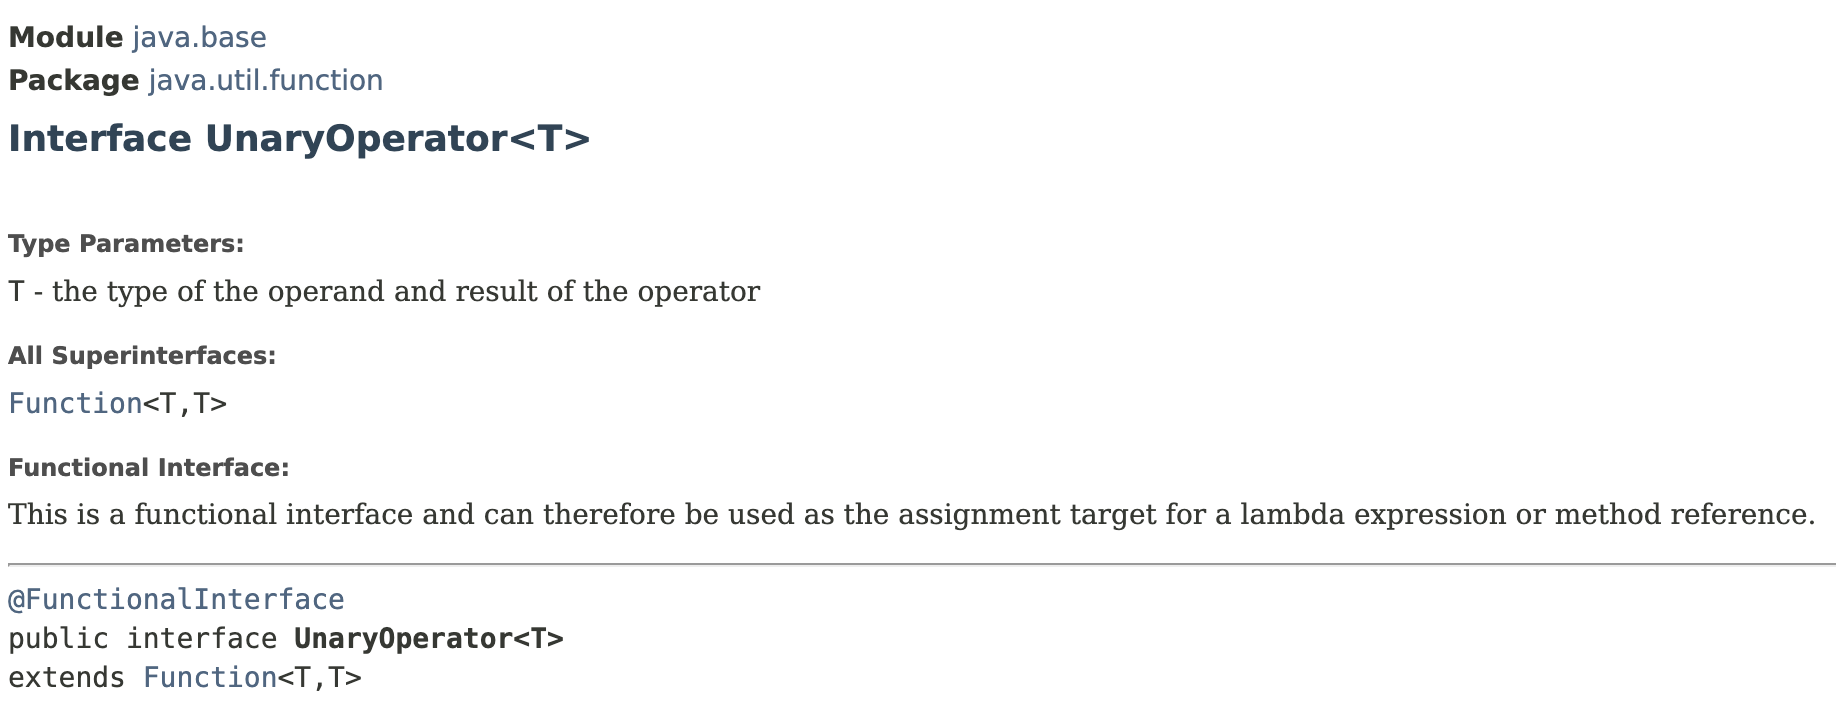 Module java.base
Package java.util.function
Interface UnaryOperator<T>
Type Parameters:
T - the type of the operand and result of the operator
All Superinterfaces:
Function<T,T>
Functional Interface:
This is a functional interface and can therefore be used as the assignment target for a lambda expression or method reference.
@FunctionalInterface
public interface UnaryOperator<T>
extends Function<T,T>